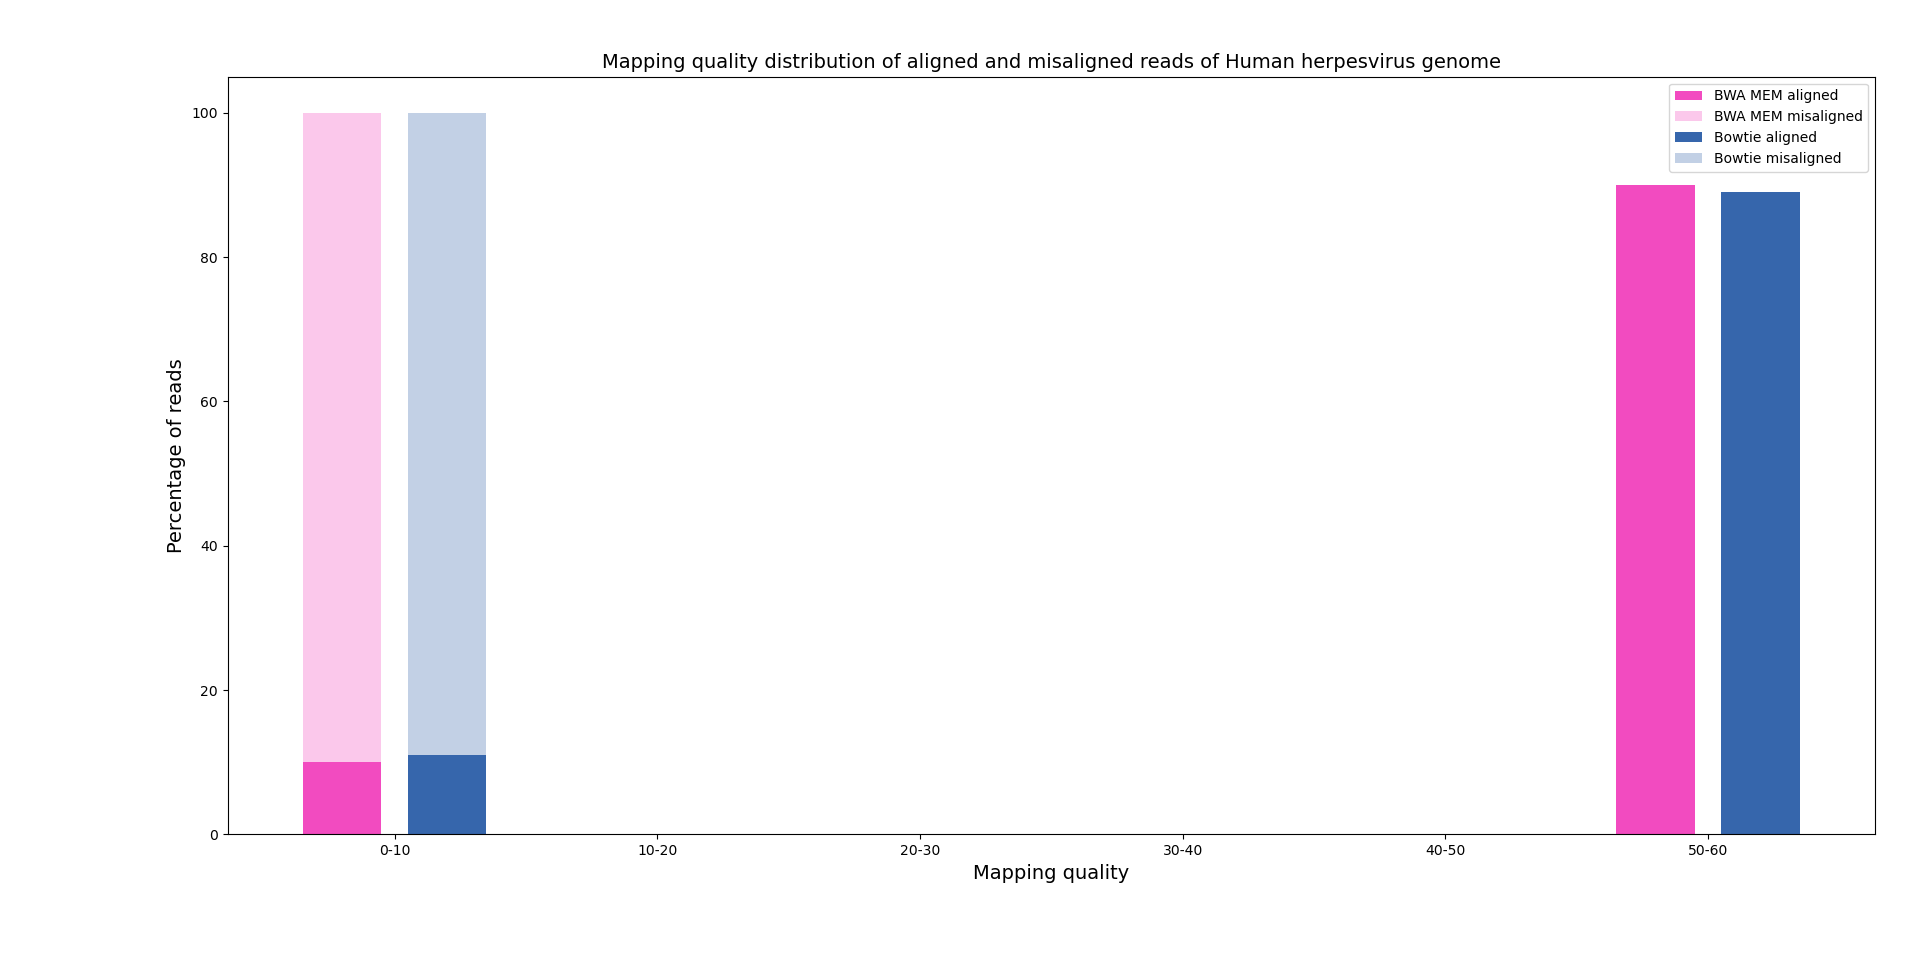 Mapping quality distribution of aligned and misaligned reads of Human herpesvirus genome
BWA MEM aligned
BWA MEM misaligned
Bowtie aligned
Bowtie misaligned
Percentage of reads
100
80
60
40
20
0
0-10 10-20 20-30 30-40 40-50 50-60
Mapping quality